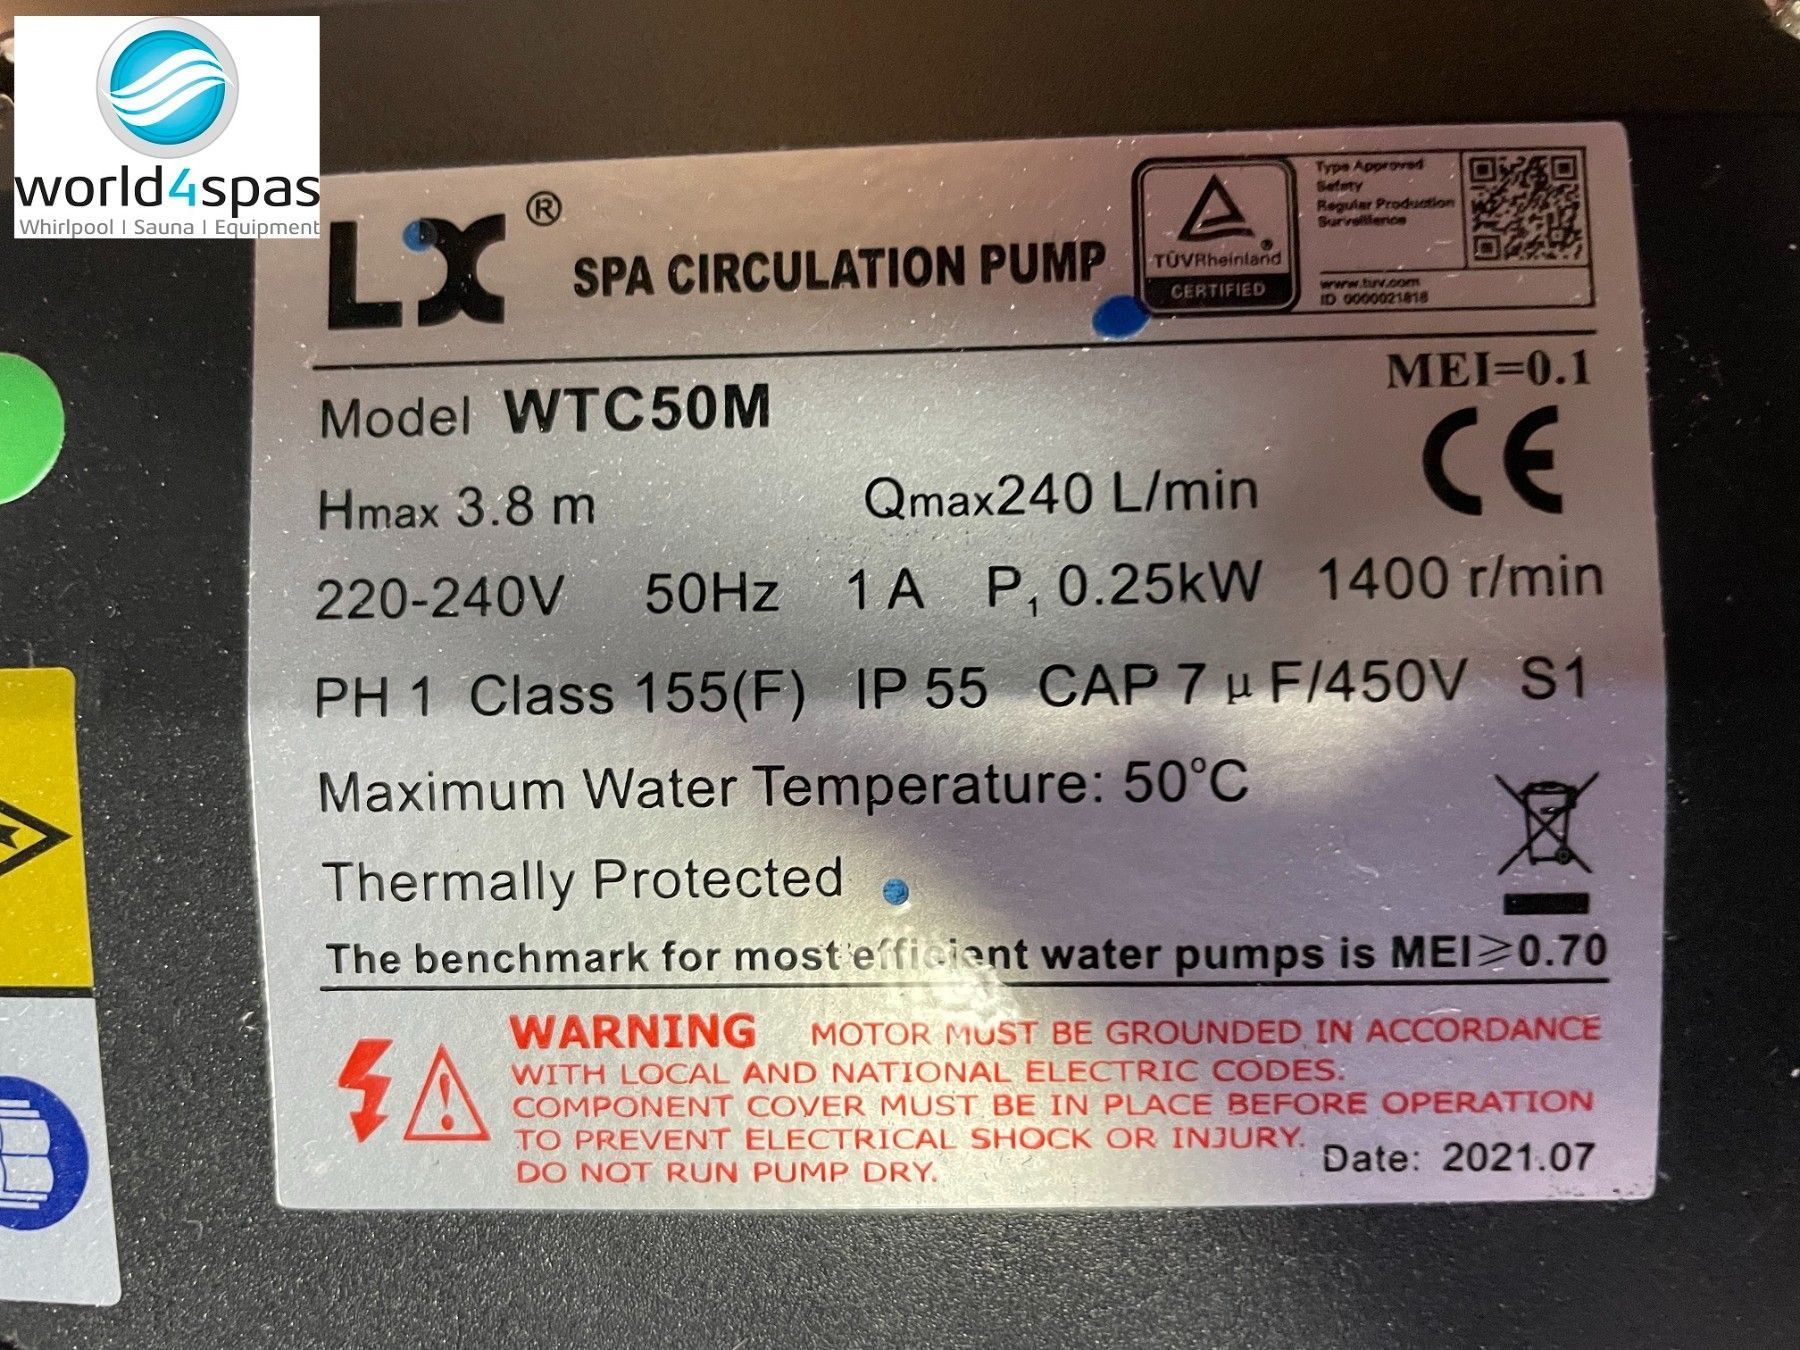 world4spas
Whirlpool | Sauna | Equipment
LX ®
SPA CIRCULATION PUMP
TÜVRheinland ®
CERTIFIED
Type Approved
Safety
Regular Production
Surveillance
www.tuv.com
ID 0000021818
MEI=0.1
Model WTC50M
CE
Hmax 3.8 m Qmax240 L/min
220-240V 50Hz 1 A P1 0.25kW 1400 r/min
PH 1 Class 155(F) IP 55 CAP 7 μF/450V S1
Maximum Water Temperature: 50°C
Thermally Protected
The benchmark for most efficient water pumps is MEI≥0.70
WARNING MOTOR MUST BE GROUNDED IN ACCORDANCE
WITH LOCAL AND NATIONAL ELECTRIC CODES.
COMPONENT COVER MUST BE IN PLACE BEFORE OPERATION
TO PREVENT ELECTRICAL SHOCK OR INJURY.
DO NOT RUN PUMP DRY.
Date: 2021.07